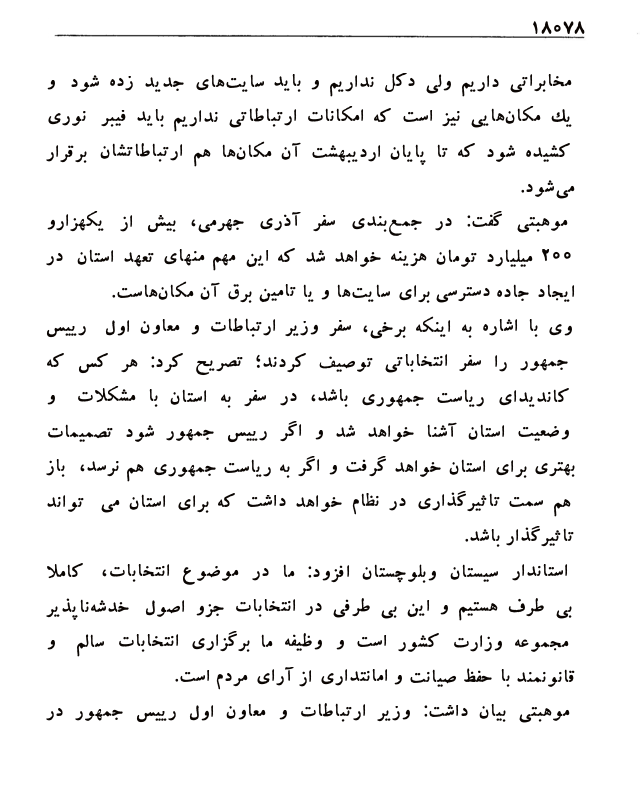 ۱۸۰۷۸
مخابراتی داریم ولی دکل نداریم و باید سایت‌های جدید زده شود و
یك مکان‌هایی نیز است که امکانات ارتباطاتی نداریم باید فیبر نوری
کشیده شود که تا پایان اردیبهشت آن مکان‌ها هم ارتباطاتشان برقرار
می‌شود.
موهبتی گفت: در جمع‌بندی سفر آذری جهرمی، بیش از یکهزارو
۲۰۰ میلیارد تومان هزینه خواهد شد که این مهم منهای تعهد استان در
ایجاد جاده دسترسی برای سایت‌ها و یا تامین برق آن مکان‌هاست.
وی با اشاره به اینکه برخی، سفر وزیر ارتباطات و معاون اول رییس
جمهور را سفر انتخاباتی توصیف کردند؛ تصریح کرد: هر کس که
کاندیدای ریاست جمهوری باشد، در سفر به استان با مشکلات و
وضعیت استان آشنا خواهد شد و اگر رییس جمهور شود تصمیمات
بهتری برای استان خواهد گرفت و اگر به ریاست جمهوری هم نرسد، باز
هم سمت تاثیرگذاری در نظام خواهد داشت که برای استان می تواند
تاثیرگذار باشد.
استاندار سیستان وبلوچستان افزود: ما در موضوع انتخابات، کاملا
بی طرف هستیم و این بی طرفی در انتخابات جزو اصول خدشه‌ناپذیر
مجموعه وزارت کشور است و وظیفه ما برگزاری انتخابات سالم و
قانونمند با حفظ صیانت و امانتداری از آرای مردم است.
موهبتی بیان داشت: وزیر ارتباطات و معاون اول رییس جمهور در